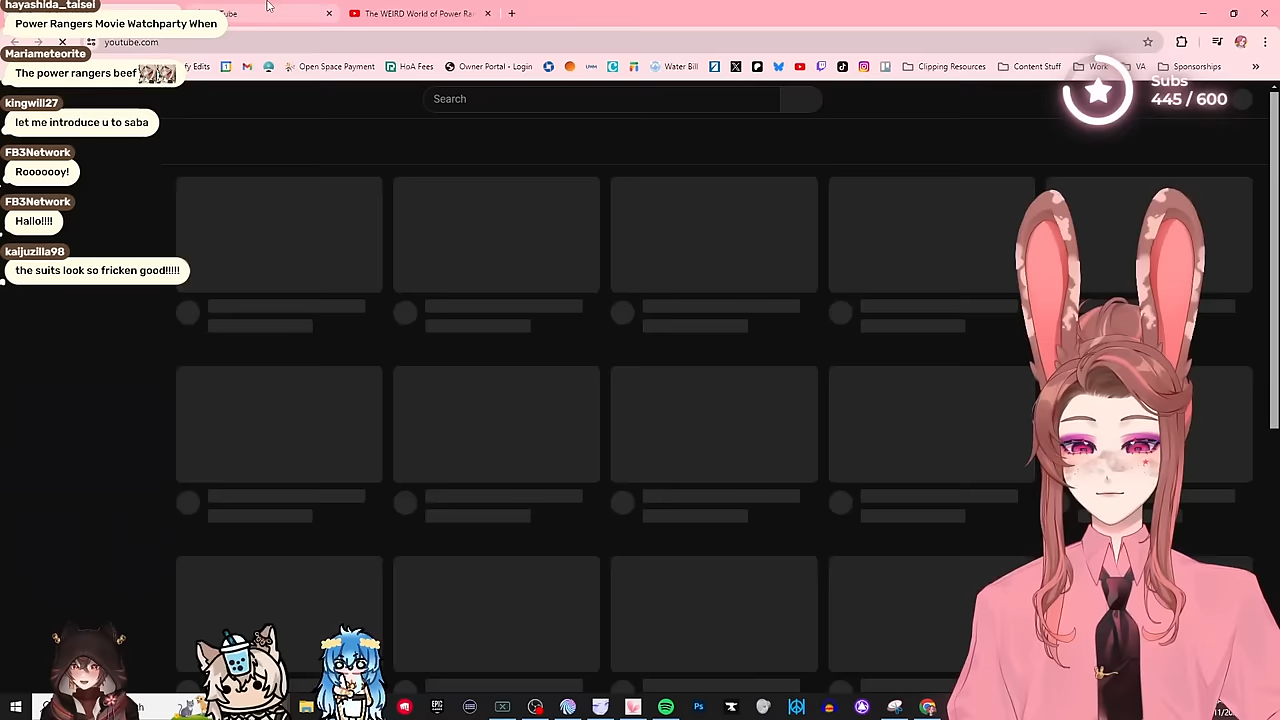 hayashida_taisei
Power Rangers Movie Watchparty When
Mariameteorite
The power rangers beef
kingwill27
let me introduce u to saba
FB3Network
Rooooooy!
FB3Network
Hallo!!!!
kaijuzilla98
the suits look so fricken good!!!!!
Tube
The WEIRD World of Power Ra
youtube.com
fy Edits
Open Space Payment
HoA Fees
Owner Portal - Login
Water Bill
Clipping Resources
Content Stuff
Work
VA
Sponsorships
Search
Subs
445 / 600